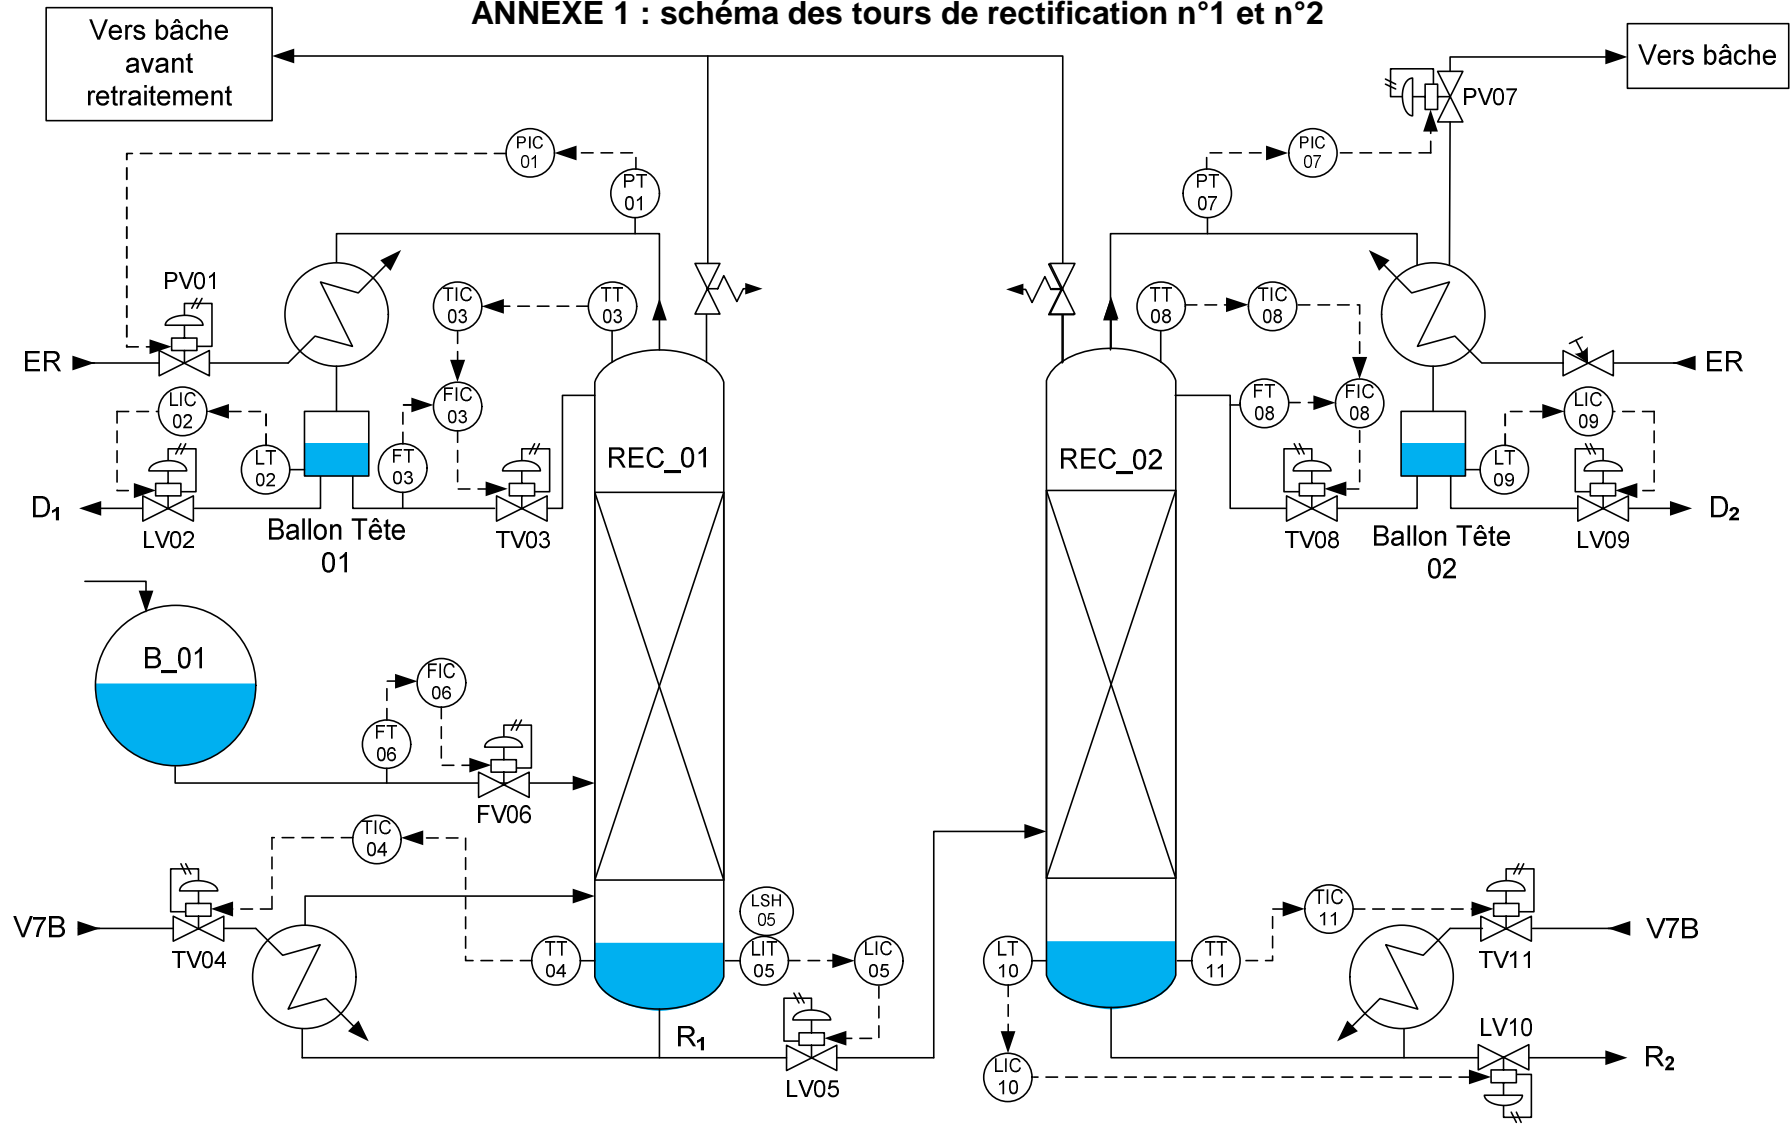 ANNEXE 1 : schéma des tours de rectification n°1 et n°2
Vers bâche
avant
retraitement
Vers bâche
PV07
PIC
01
PIC
07
PT
01
PT
07
PV01
TIC
03
TT
03
TT
08
TIC
08
ER
ER
LIC
02
FIC
03
FT
08
FIC
08
LIC
09
LT
02
FT
03
REC_01
REC_02
LT
09
D1
LV02
Ballon Tête
01
TV03
TV08
Ballon Tête
02
LV09
D2
B_01
FIC
06
FT
06
FV06
TIC
04
V7B
TV04
TT
04
LSH
05
LIT
05
LIC
05
LT
10
TT
11
TIC
11
TV11
V7B
R1
LV05
LIC
10
LV10
R2